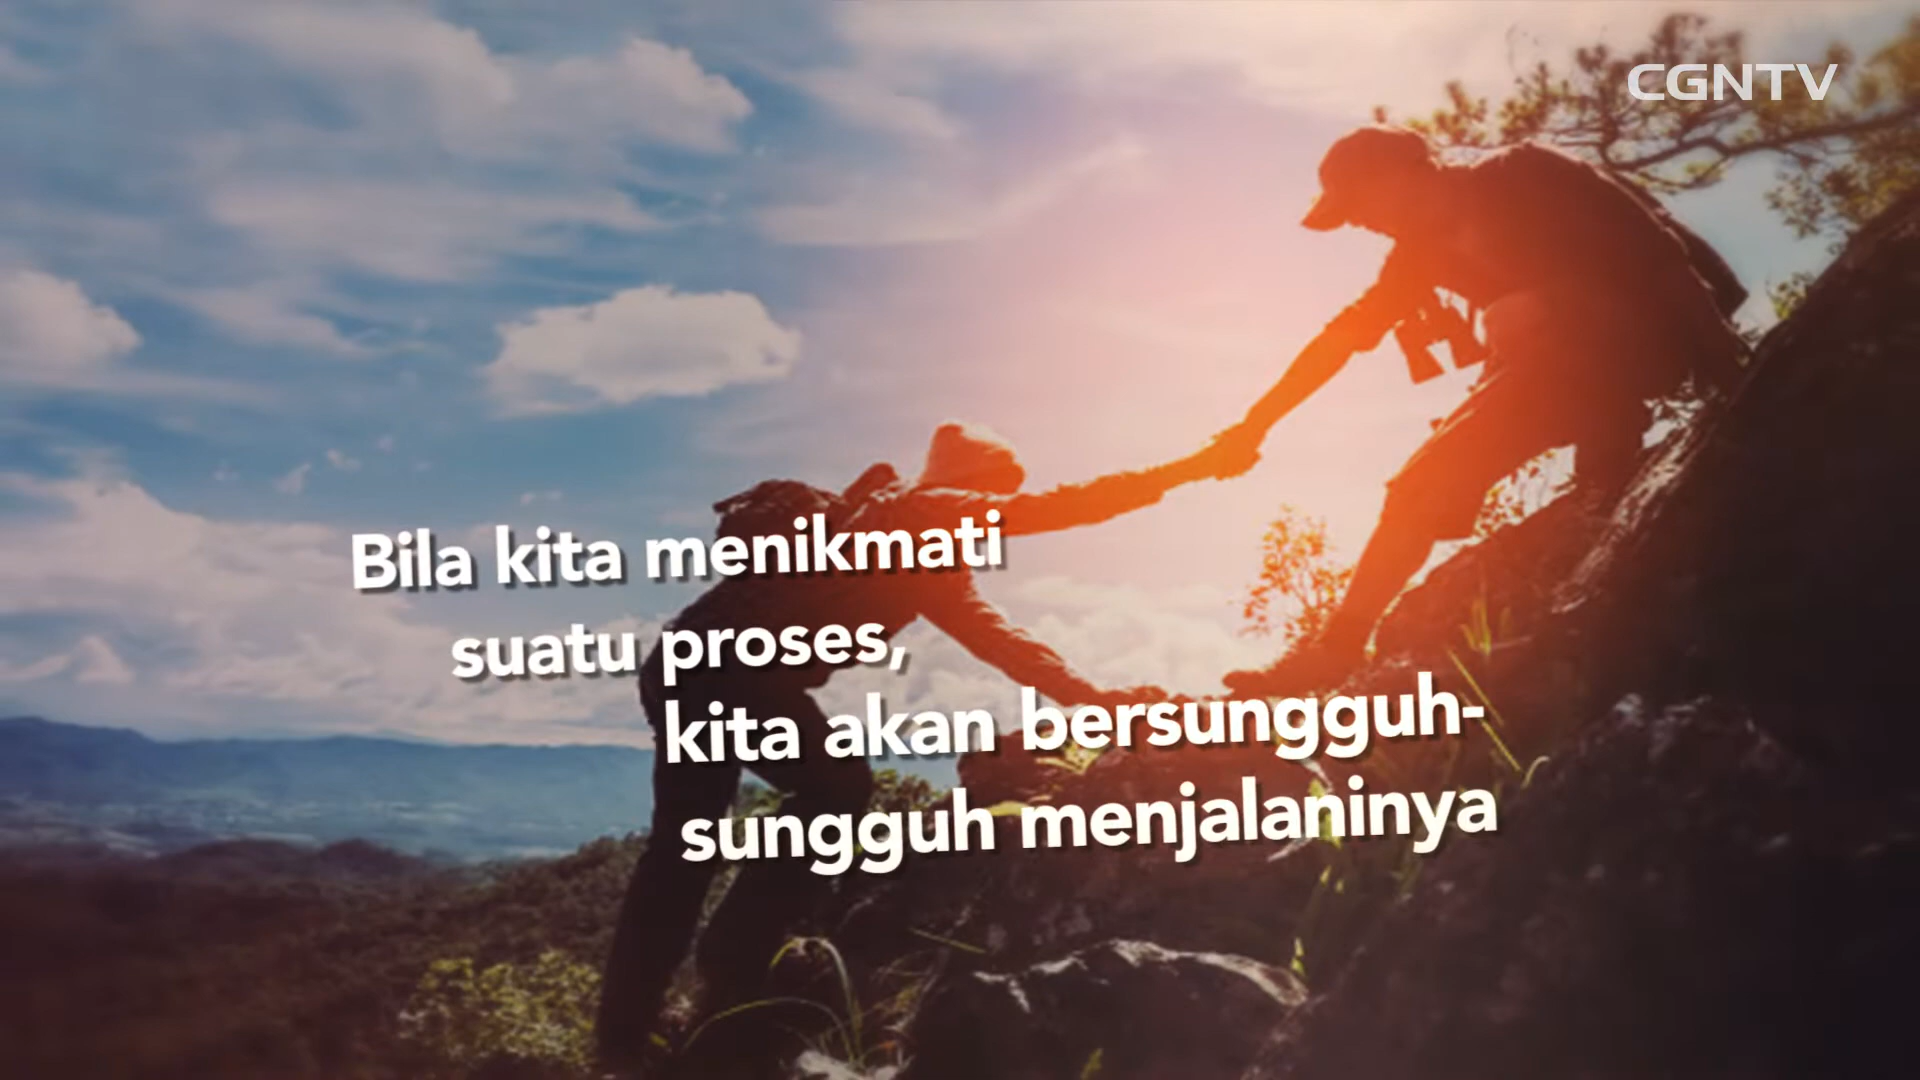 CGNTV
Bila kita menikmati
suatu proses,
kita akan bersungguh-
sungguh menjalaninya